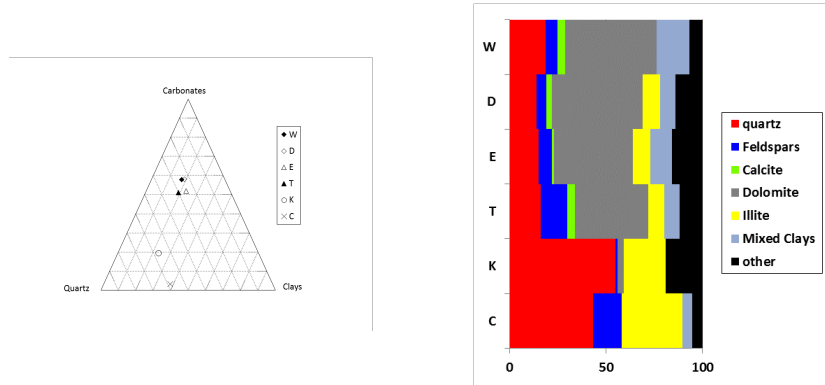 Carbonates
W
D
E
T
K
C
Quartz
Clays
W
D
E
T
K
C
0
50
100
quartz
Feldspars
Calcite
Dolomite
Illite
Mixed Clays
other